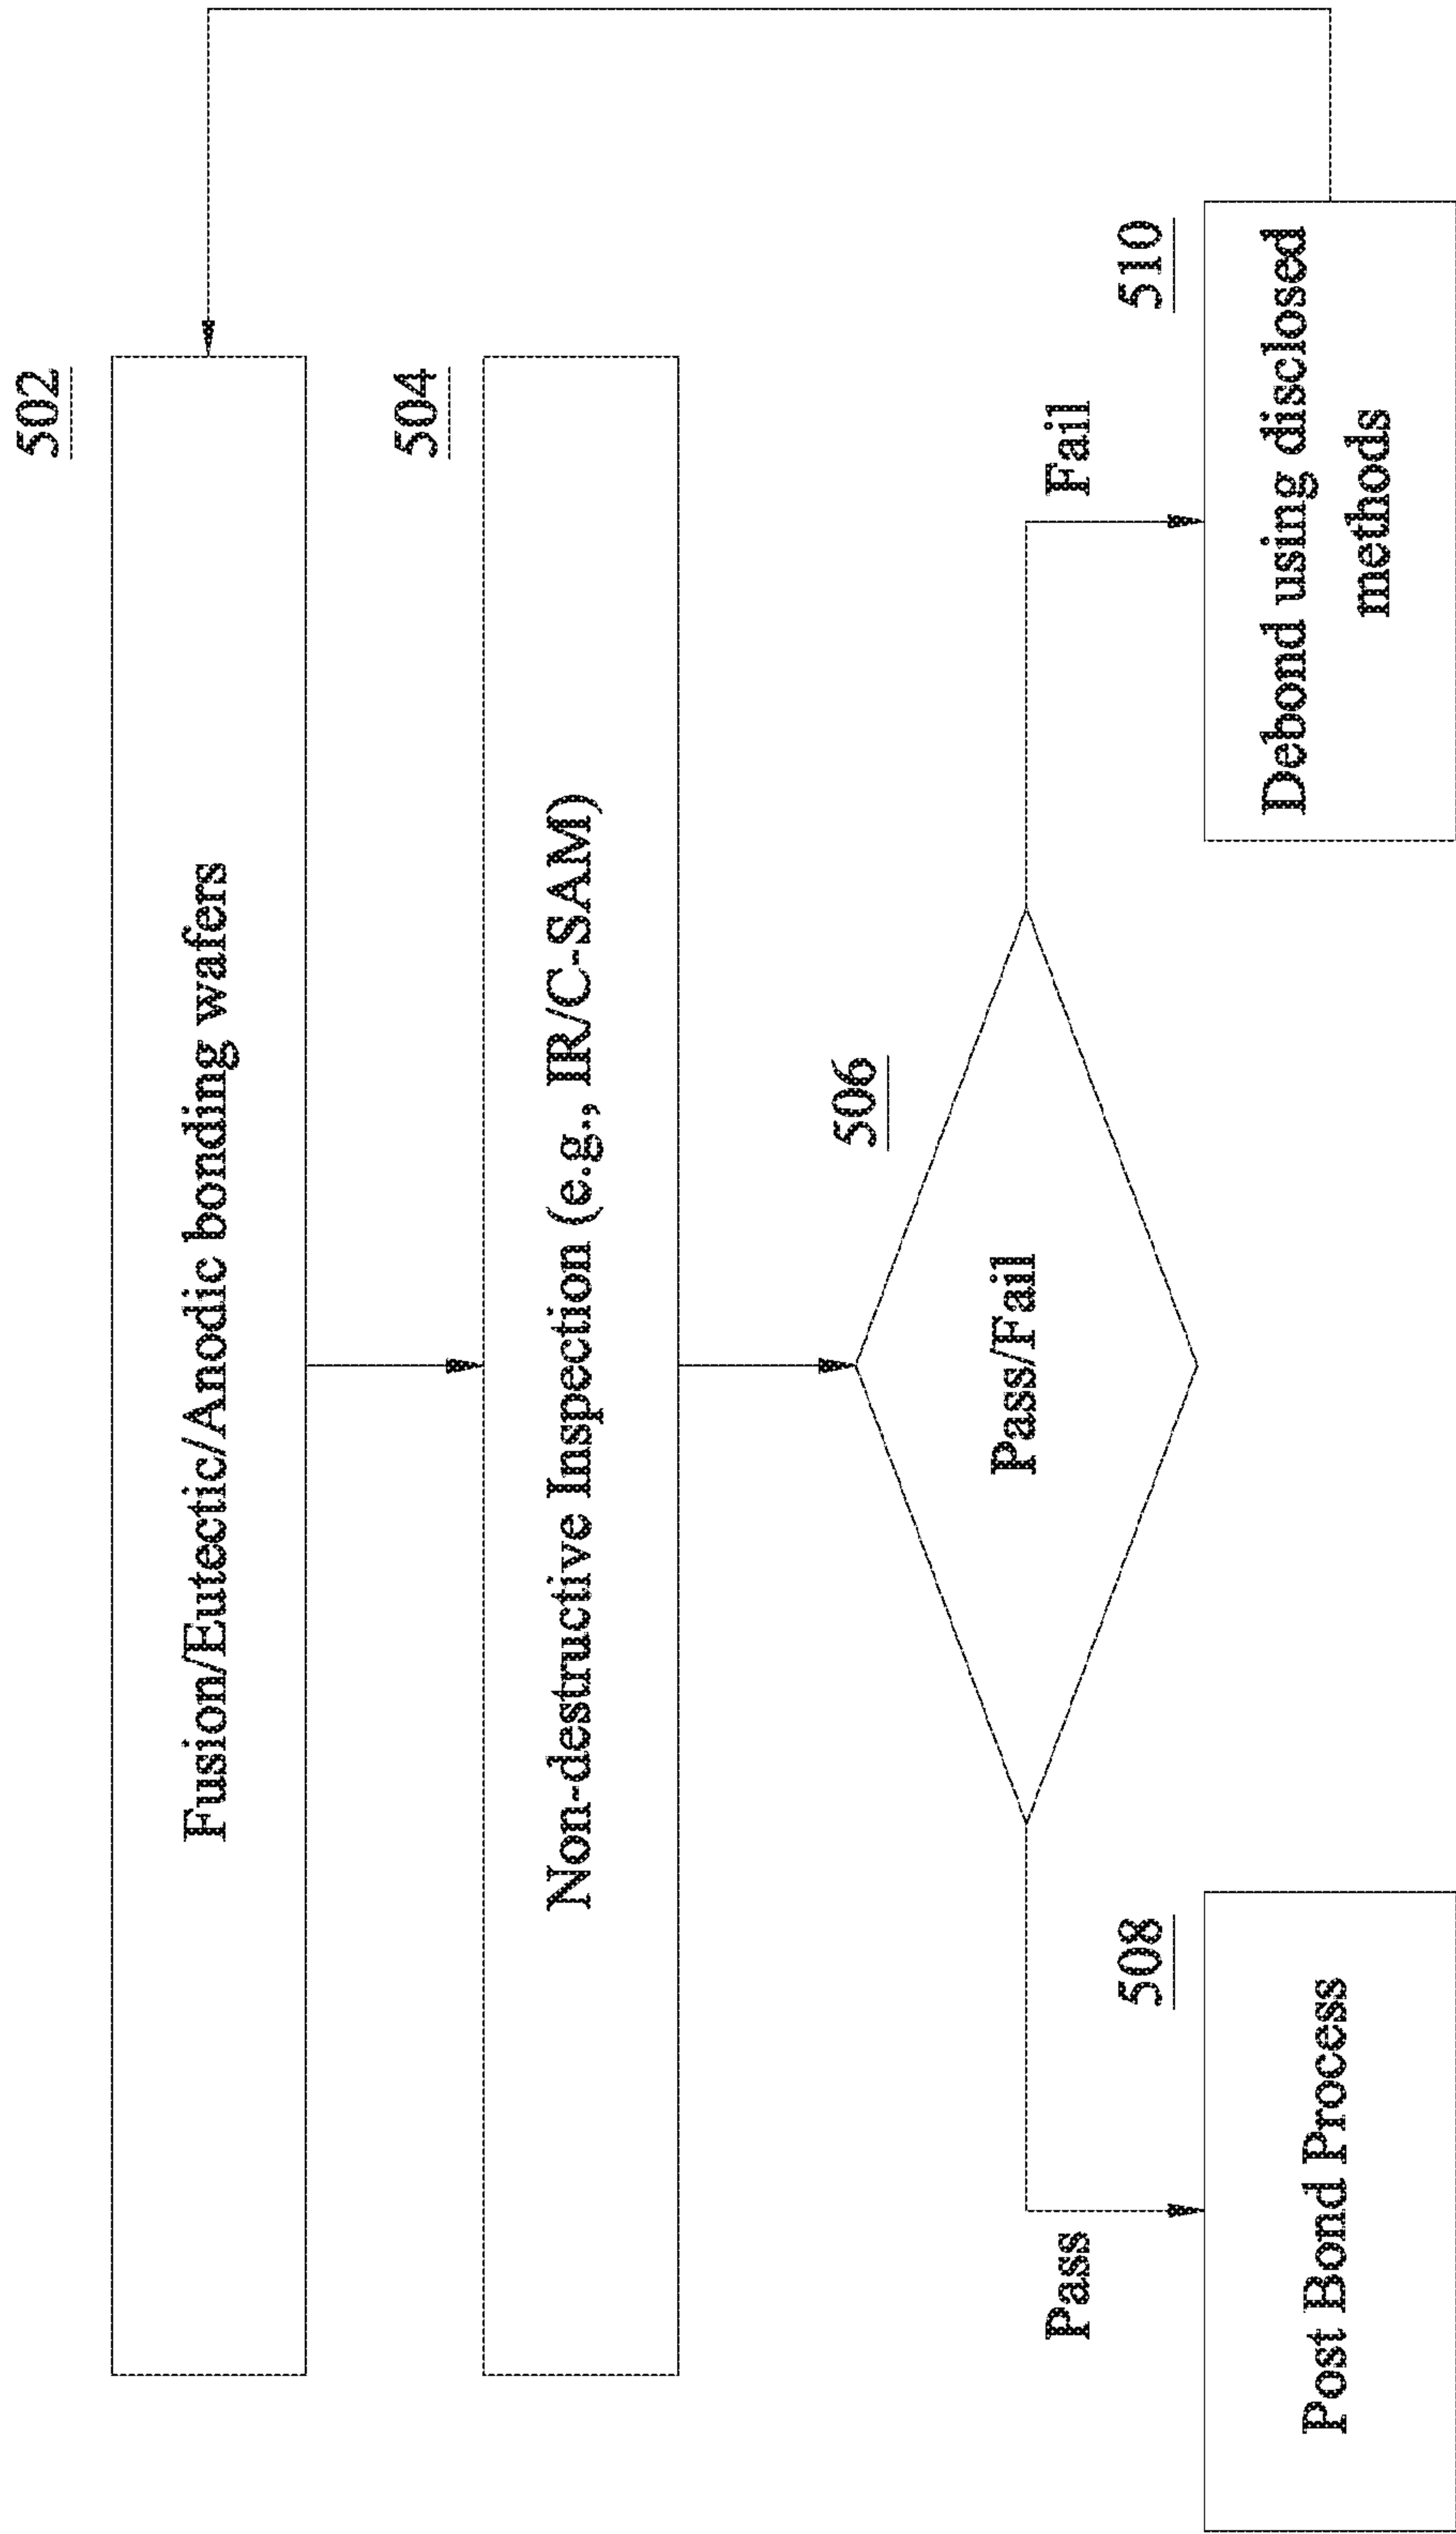 502
Fusion/Eutectic/Anodic bonding wafers
504
Non-destructive Inspection (e.g., IR/C-SAM)
506
Pass/Fail
Pass
Fail
508
Post Bond Process
510
Debond using disclosed
methods